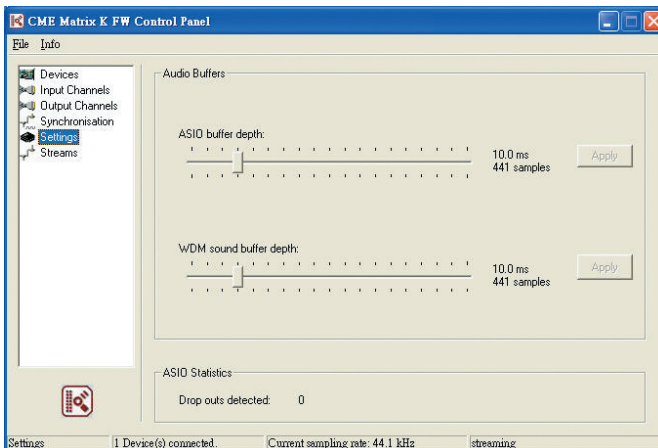 CME Matrix K FW Control Panel
File Info
Devices
Input Channels
Output Channels
Synchronisation
Settings
Streams
Audio Buffers
ASIO buffer depth:
10.0 ms
441 samples
Apply
WDM sound buffer depth:
10.0 ms
441 samples
Apply
ASIO Statistics
Drop outs detected: 0
Settings 1 Device(s) connected. Current sampling rate: 44.1 kHz streaming